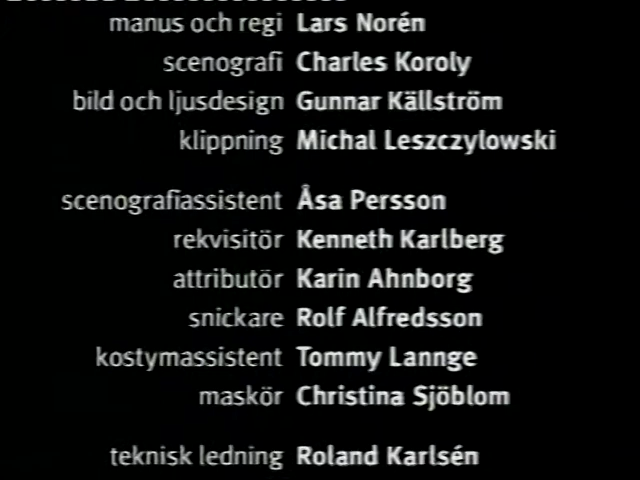 manus och regi Lars Norén
scenografi Charles Koroly
bild och ljusdesign Gunnar Källström
klippning Michal Leszczylowski
scenografiassistent Åsa Persson
rekvisitör Kenneth Karlberg
attributör Karin Ahnborg
snickare Rolf Alfredsson
kostymassistent Tommy Lannge
maskör Christina Sjöblom
teknisk ledning Roland Karlsén